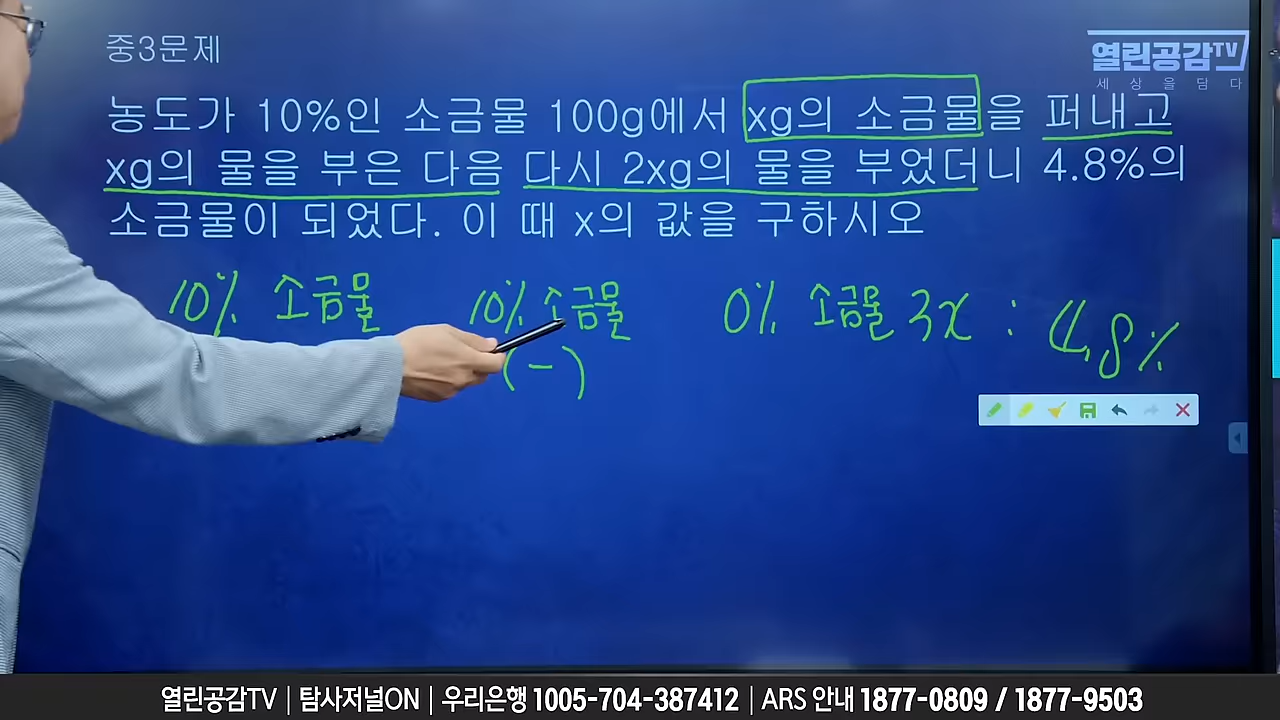 중3문제
열린공감TV
세상을담다
농도가 10%인 소금물 100g에서 xg의 소금물을 퍼내고
xg의 물을 부은 다음 다시 2xg의 물을 부었더니 4.8%의
소금물이 되었다. 이 때 x의 값을 구하시오
10% 소금물 10% 소금물 0% 소금물 3x : 4.8%
(-)
열린공감TV | 탐사저널ON | 우리은행 1005-704-387412 | ARS 안내 1877-0809 / 1877-9503